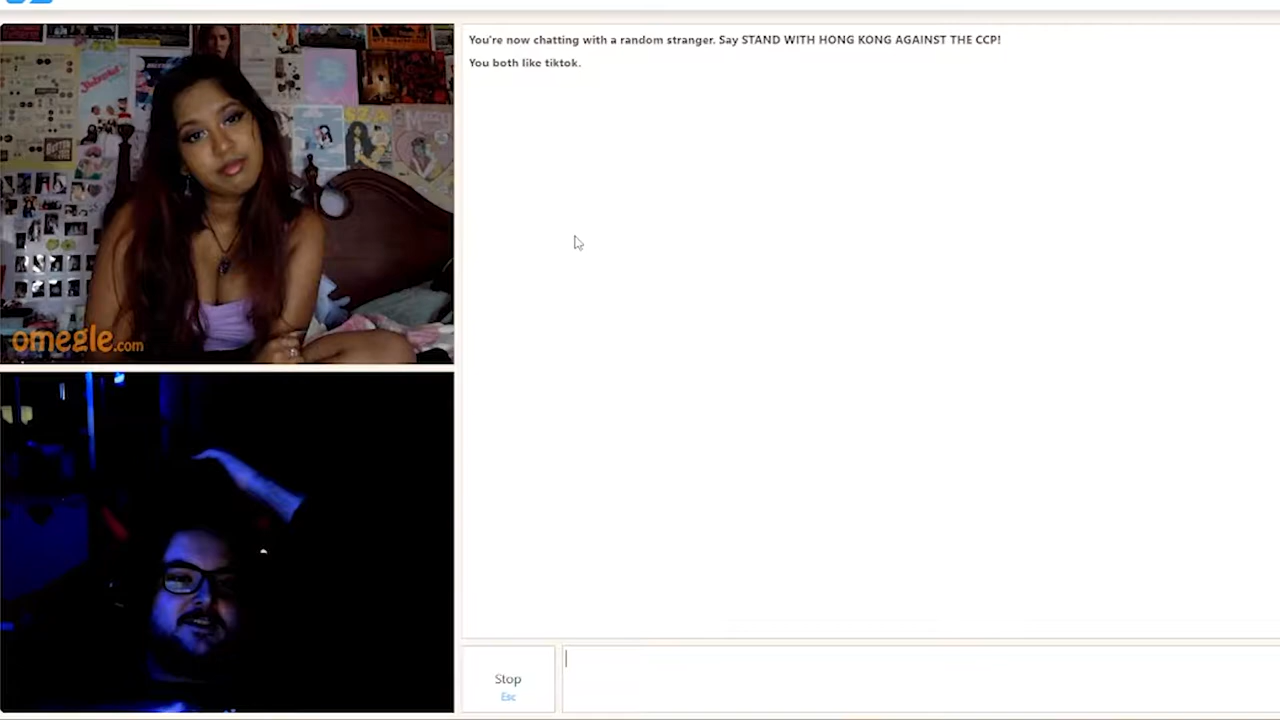 You're now chatting with a random stranger. Say STAND WITH HONG KONG AGAINST THE CCP!
You both like tiktok.
SZA
omegle.com
Stop
Esc